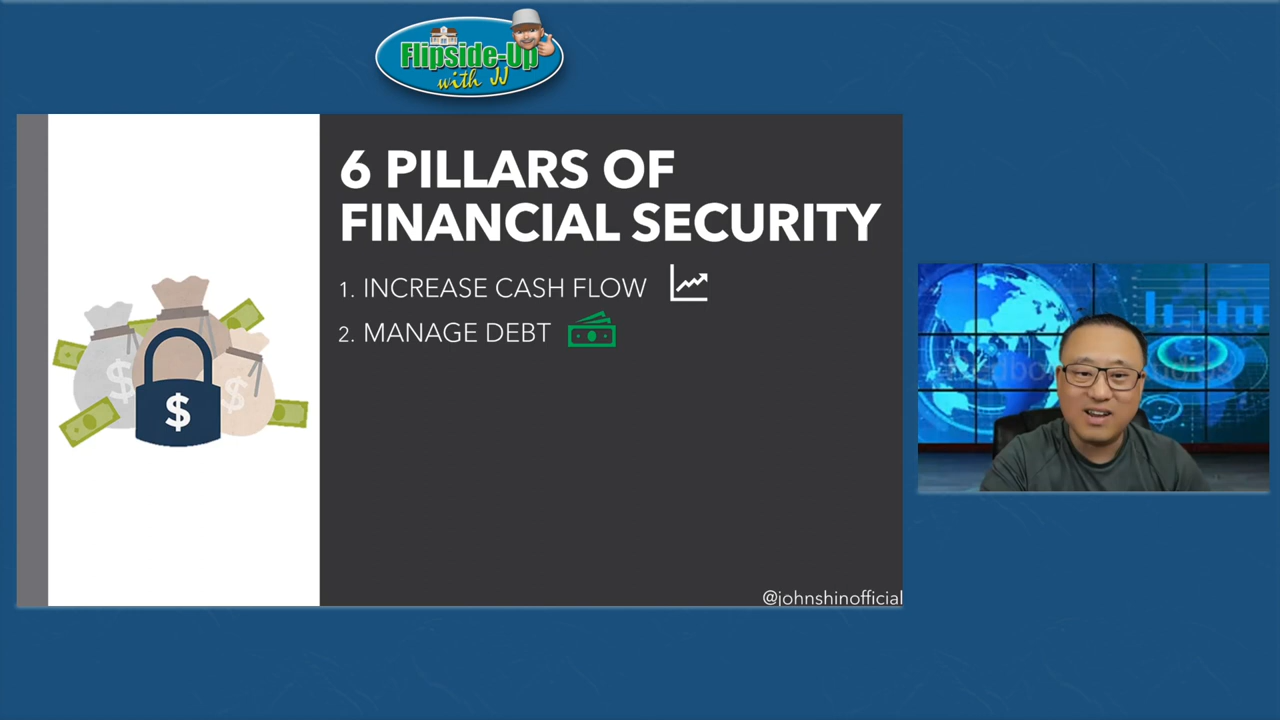 Flipside-Up
with JJ
6 PILLARS OF
FINANCIAL SECURITY
1. INCREASE CASH FLOW
2. MANAGE DEBT
$ $ $
@johnshinofficial